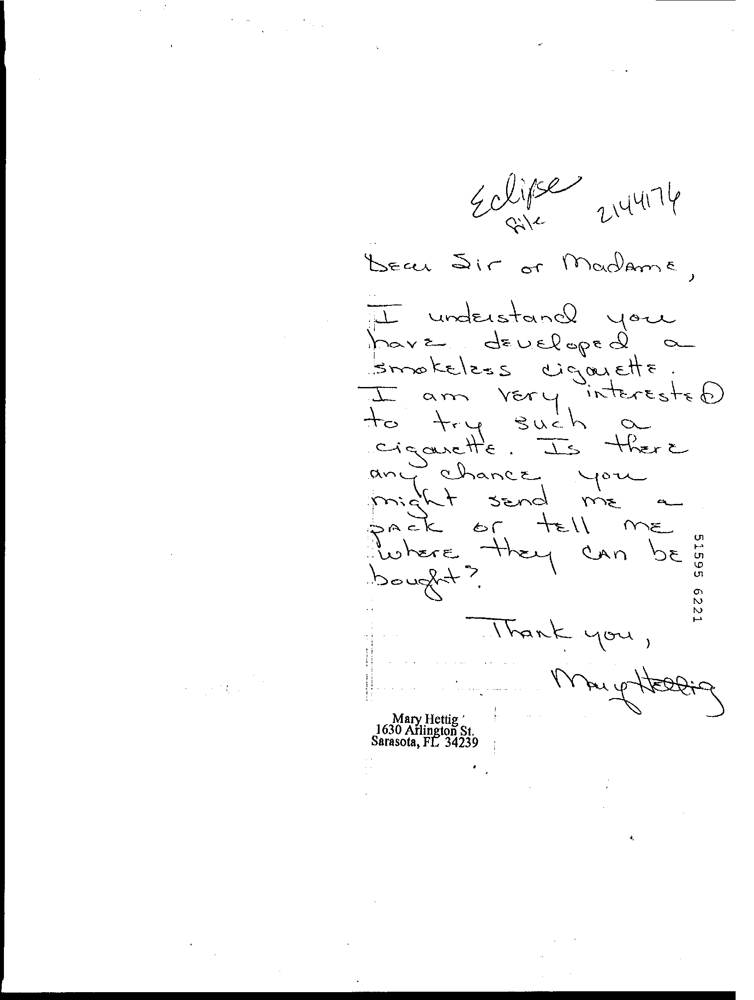 Eclipse
file
2144174
Dear Sir or Madame,
I understand you
have developed a
smokeless cigarette.
I am very interested
to try such a
cigarette. Is there
any chance you
might send me a
pack or tell me
where they can be
bought?
Thank you,
Mary Hettig
Mary Hettig
1630 Arlington St.
Sarasota, FL 34239
51595 6221